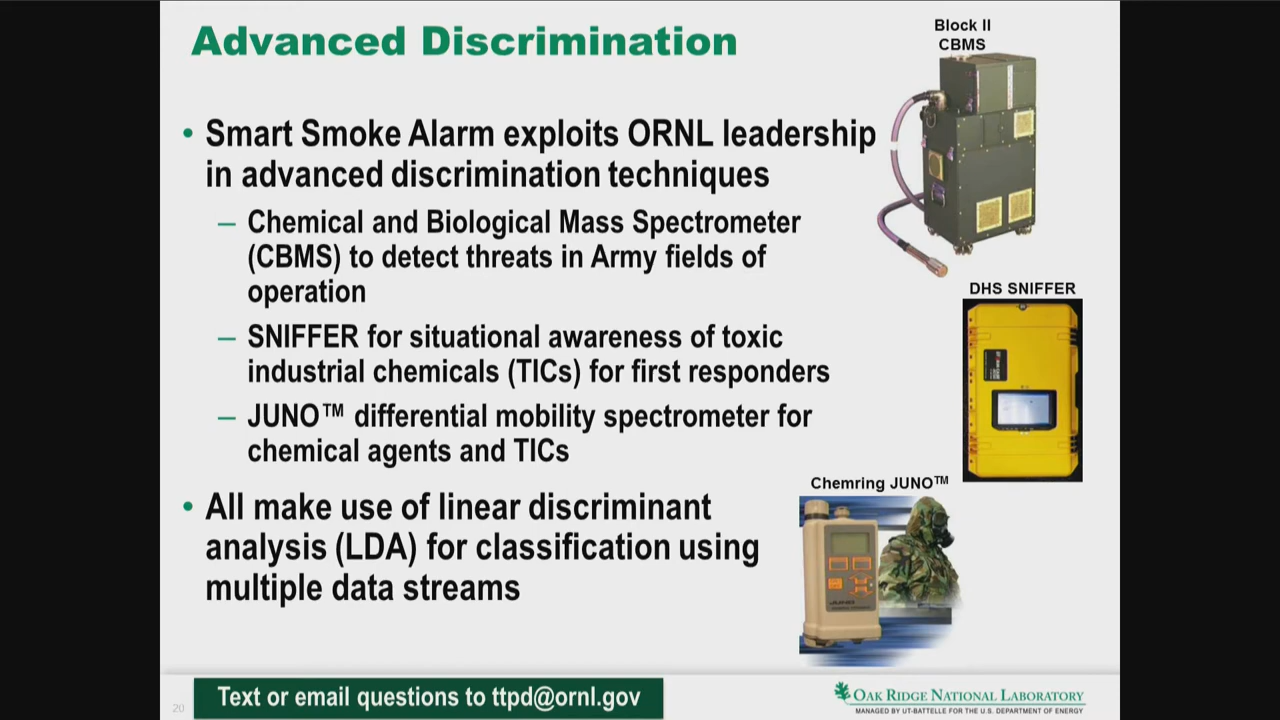 Advanced Discrimination
Block II
CBMS
• Smart Smoke Alarm exploits ORNL leadership
in advanced discrimination techniques
– Chemical and Biological Mass Spectrometer
(CBMS) to detect threats in Army fields of
operation
– SNIFFER for situational awareness of toxic
industrial chemicals (TICs) for first responders
– JUNO™ differential mobility spectrometer for
chemical agents and TICs
• All make use of linear discriminant
analysis (LDA) for classification using
multiple data streams
DHS SNIFFER
Chemring JUNO™
JUNO
20
Text or email questions to ttpd@ornl.gov
OAK RIDGE NATIONAL LABORATORY
MANAGED BY UT-BATTELLE FOR THE U.S. DEPARTMENT OF ENERGY